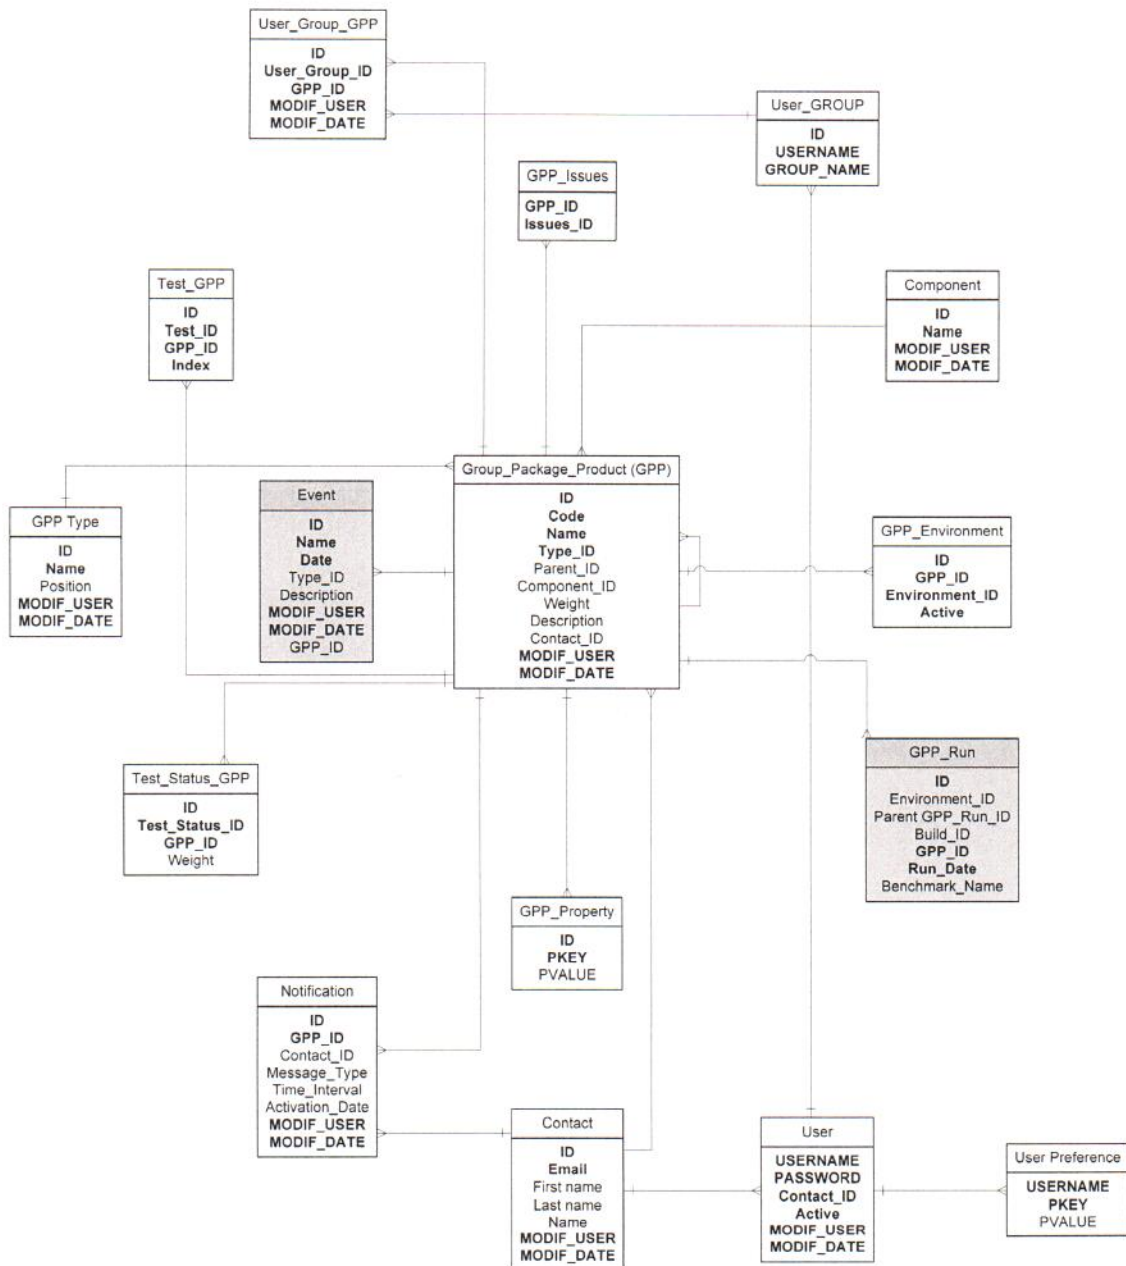 User_Group_GPP
ID
User_Group_ID
GPP_ID
MODIF_USER
MODIF_DATE
User_GROUP
ID
USERNAME
GROUP_NAME
GPP_Issues
GPP_ID
Issues_ID
Test_GPP
ID
Test_ID
GPP_ID
Index
Component
ID
Name
MODIF_USER
MODIF_DATE
Group_Package_Product (GPP)
ID
Code
Name
Type_ID
Parent_ID
Component_ID
Weight
Description
Contact_ID
MODIF_USER
MODIF_DATE
Event
ID
Name
Date
Type_ID
Description
MODIF_USER
MODIF_DATE
GPP_ID
GPP Type
ID
Name
Position
MODIF_USER
MODIF_DATE
GPP_Environment
ID
GPP_ID
Environment_ID
Active
GPP_Run
ID
Environment_ID
Parent GPP_Run_ID
Build_ID
GPP_ID
Run_Date
Benchmark_Name
Test_Status_GPP
ID
Test_Status_ID
GPP_ID
Weight
GPP_Property
ID
PKEY
PVALUE
Notification
ID
GPP_ID
Contact_ID
Message_Type
Time_Interval
Activation_Date
MODIF_USER
MODIF_DATE
Contact
ID
Email
First name
Last name
Name
MODIF_USER
MODIF_DATE
User
USERNAME
PASSWORD
Contact_ID
Active
MODIF_USER
MODIF_DATE
User Preference
USERNAME
PKEY
PVALUE